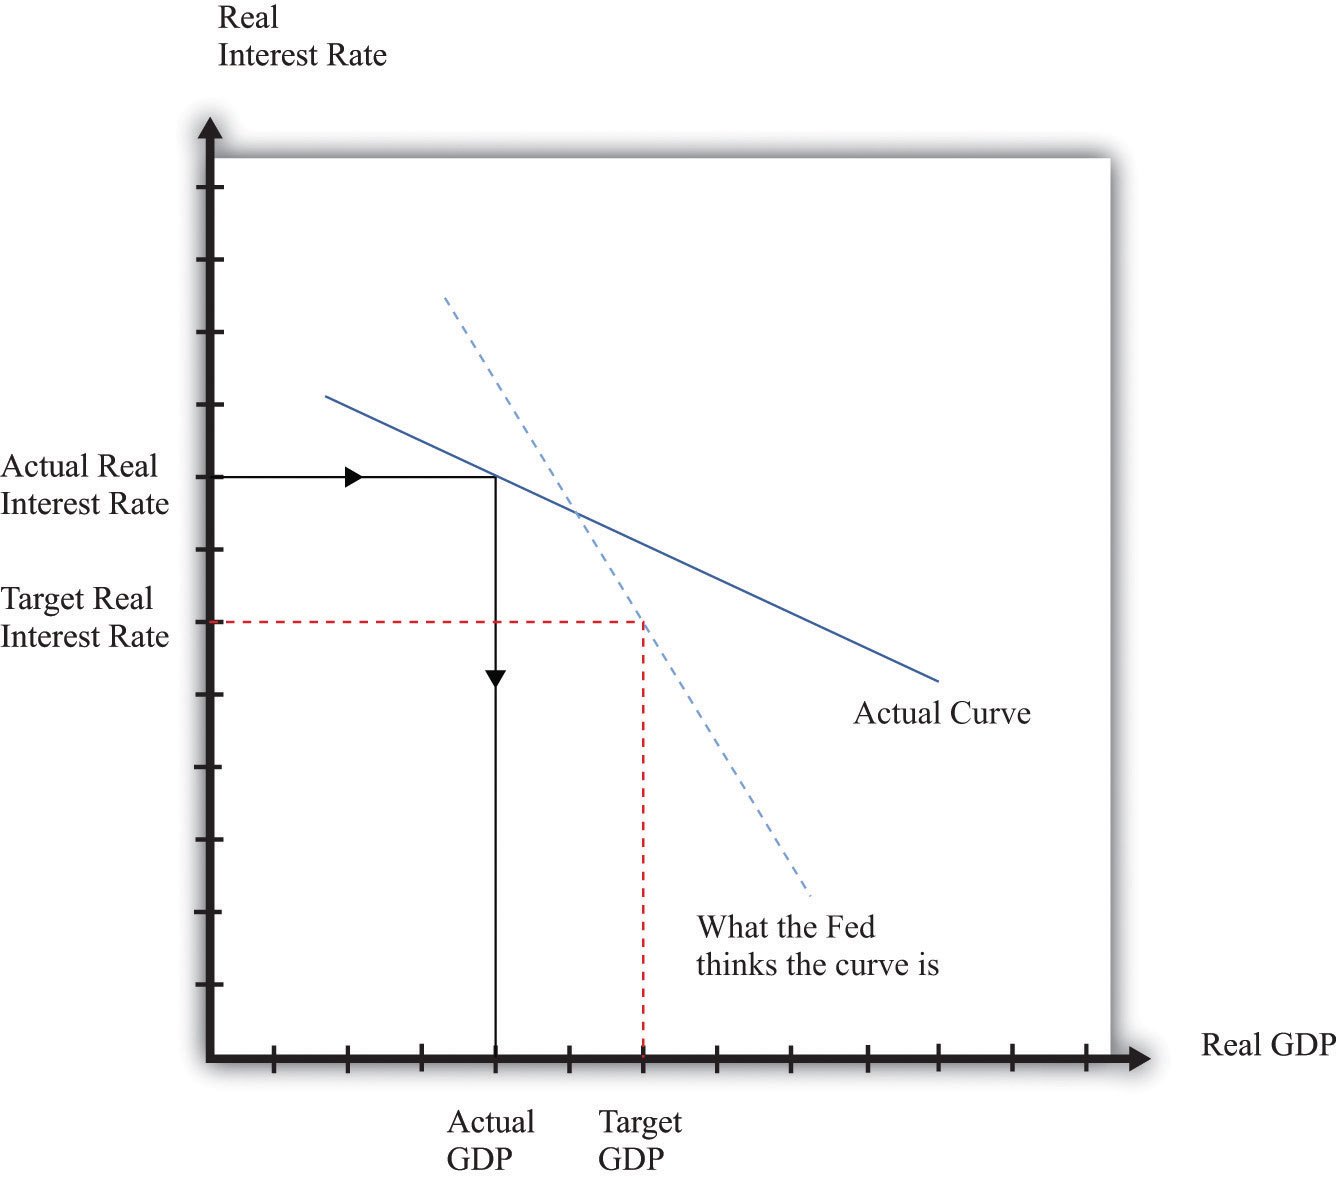 Real
Interest Rate
Actual Real
Interest Rate
Target Real
Interest Rate
Actual Curve
What the Fed
thinks the curve is
Real GDP
Actual
GDP
Target
GDP